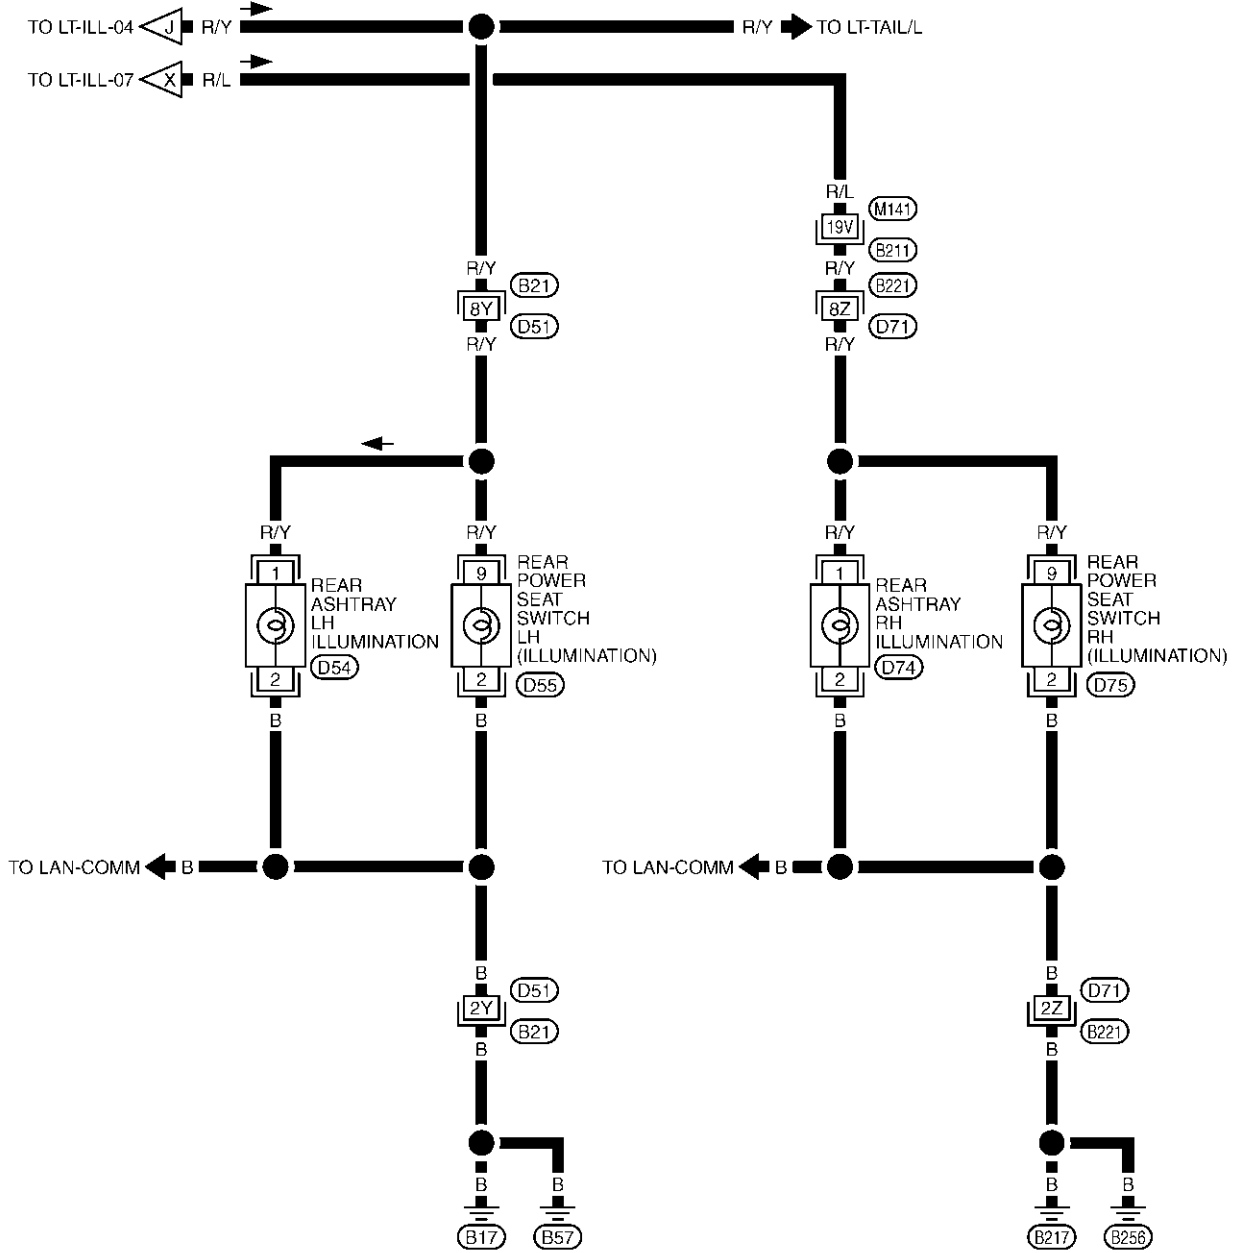 TO LT-ILL-04 J R/Y R/Y TO LT-TAIL/L
TO LT-ILL-07 X R/L
R/L
M141
19V
B211
R/Y R/Y
B21 B221
8Y 8Z
D51 D71
R/Y R/Y
R/Y R/Y R/Y R/Y
1
REAR
ASHTRAY
LH
ILLUMINATION
D54
2
B
9
REAR
POWER
SEAT
SWITCH
LH
(ILLUMINATION)
D55
2
B
1
REAR
ASHTRAY
RH
ILLUMINATION
D74
2
B
9
REAR
POWER
SEAT
SWITCH
RH
(ILLUMINATION)
D75
2
B
TO LAN-COMM B TO LAN-COMM B
B B
D51 D71
2Y 2Z
B21 B221
B B
B B B B
B17 B57 B217 B256